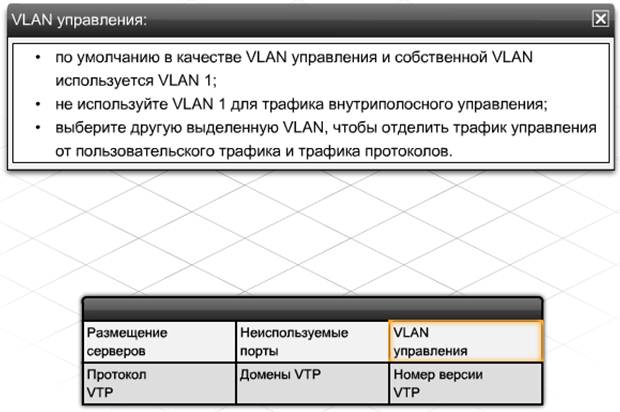 VLAN управления:
• по умолчанию в качестве VLAN управления и собственной VLAN
используется VLAN 1;
• не используйте VLAN 1 для трафика внутриполосного управления;
• выберите другую выделенную VLAN, чтобы отделить трафик управления
от пользовательского трафика и трафика протоколов.
Размещение
серверов
Неиспользуемые
порты
VLAN
управления
Протокол
VTP
Домены VTP
Номер версии
VTP